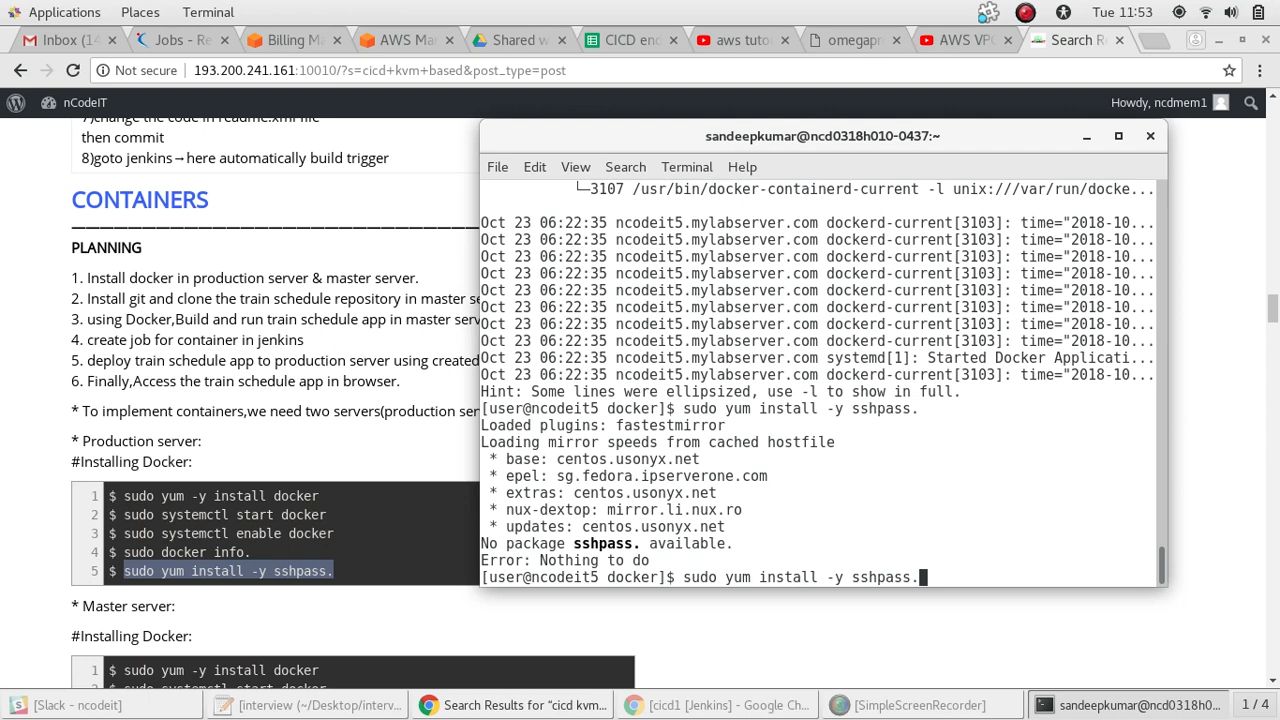 Applications Places Terminal Tue 11:53
Inbox (14 Jobs - Re Billing Ma AWS Mar Shared w CICD end aws tutor omegapr AWS VPC Search Re
Not secure 193.200.241.161:10010/?s=cicd+kvm+based&post_type=post
nCodeIT Howdy, ncdmem1
7)change the code in readme.xml file
then commit
8)goto jenkins→here automatically build trigger
CONTAINERS
PLANNING
1. Install docker in production server & master server.
2. Install git and clone the train schedule repository in master se
3. using Docker,Build and run train schedule app in master serv
4. create job for container in jenkins
5. deploy train schedule app to production server using created
6. Finally,Access the train schedule app in browser.
* To implement containers,we need two servers(production ser
* Production server:
#Installing Docker:
1 $ sudo yum -y install docker
2 $ sudo systemctl start docker
3 $ sudo systemctl enable docker
4 $ sudo docker info.
5 $ sudo yum install -y sshpass.
* Master server:
#Installing Docker:
1 $ sudo yum -y install docker
sandeepkumar@ncd0318h010-0437:~
File Edit View Search Terminal Help
└─3107 /usr/bin/docker-containerd-current -l unix:///var/run/docke...
Oct 23 06:22:35 ncodeit5.mylabserver.com dockerd-current[3103]: time="2018-10...
Oct 23 06:22:35 ncodeit5.mylabserver.com dockerd-current[3103]: time="2018-10...
Oct 23 06:22:35 ncodeit5.mylabserver.com dockerd-current[3103]: time="2018-10...
Oct 23 06:22:35 ncodeit5.mylabserver.com dockerd-current[3103]: time="2018-10...
Oct 23 06:22:35 ncodeit5.mylabserver.com dockerd-current[3103]: time="2018-10...
Oct 23 06:22:35 ncodeit5.mylabserver.com dockerd-current[3103]: time="2018-10...
Oct 23 06:22:35 ncodeit5.mylabserver.com dockerd-current[3103]: time="2018-10...
Oct 23 06:22:35 ncodeit5.mylabserver.com dockerd-current[3103]: time="2018-10...
Oct 23 06:22:35 ncodeit5.mylabserver.com systemd[1]: Started Docker Applicati...
Oct 23 06:22:35 ncodeit5.mylabserver.com dockerd-current[3103]: time="2018-10...
Hint: Some lines were ellipsized, use -l to show in full.
[user@ncodeit5 docker]$ sudo yum install -y sshpass.
Loaded plugins: fastestmirror
Loading mirror speeds from cached hostfile
* base: centos.usonyx.net
* epel: sg.fedora.ipserverone.com
* extras: centos.usonyx.net
* nux-dextop: mirror.li.nux.ro
* updates: centos.usonyx.net
No package sshpass. available.
Error: Nothing to do
[user@ncodeit5 docker]$ sudo yum install -y sshpass.
[Slack - ncodeit] [interview (~/Desktop/interv... Search Results for "cicd kvm... [cicd1 [Jenkins] - Google Ch... [SimpleScreenRecorder] sandeepkumar@ncd0318h0... 1 / 4